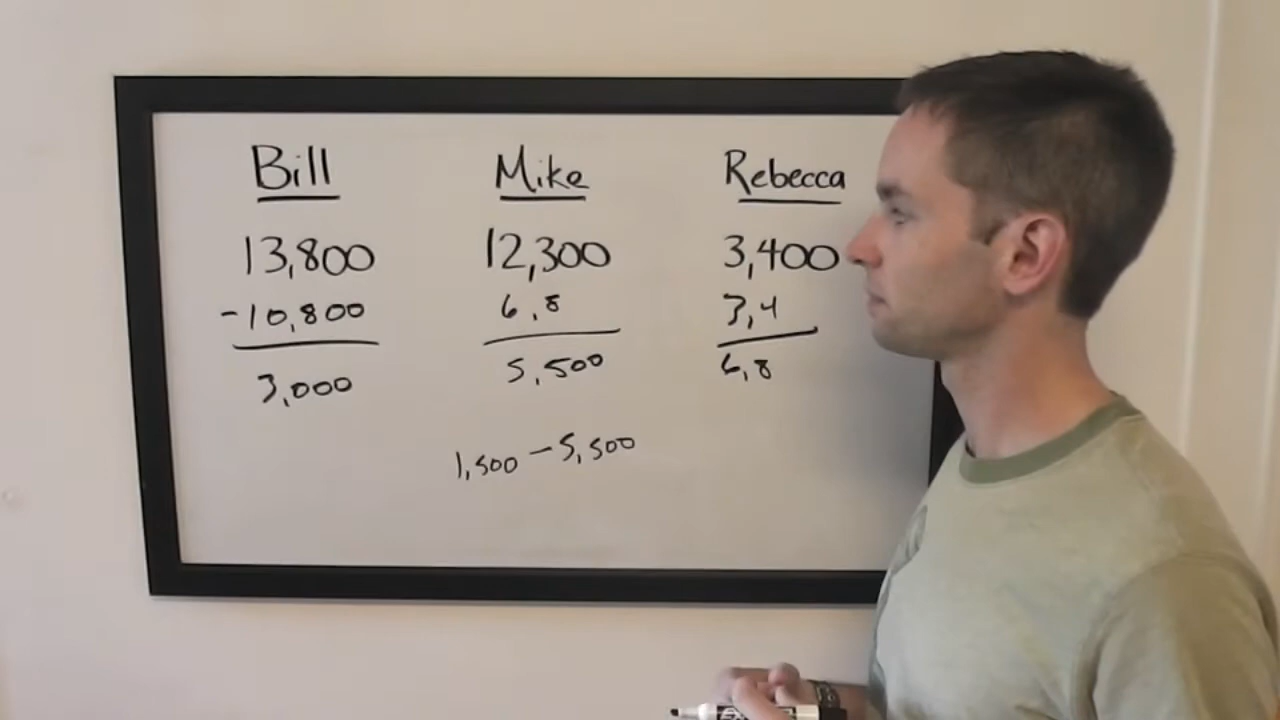 Bill Mike Rebecca
13,800 12,300 3,400
-10,800 6,8 3,4
3,000 5,500 6,8
1,500 - 5,500